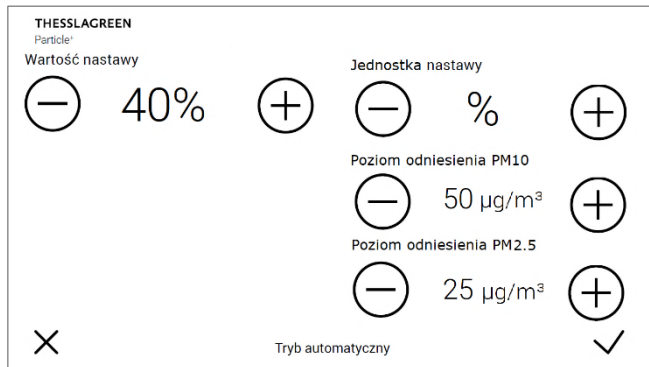 THESSLAGREEN
Particle⁺
Wartość nastawy
40%
Jednostka nastawy
%
Poziom odniesienia PM10
50 µg/m³
Poziom odniesienia PM2.5
25 µg/m³
Tryb automatyczny